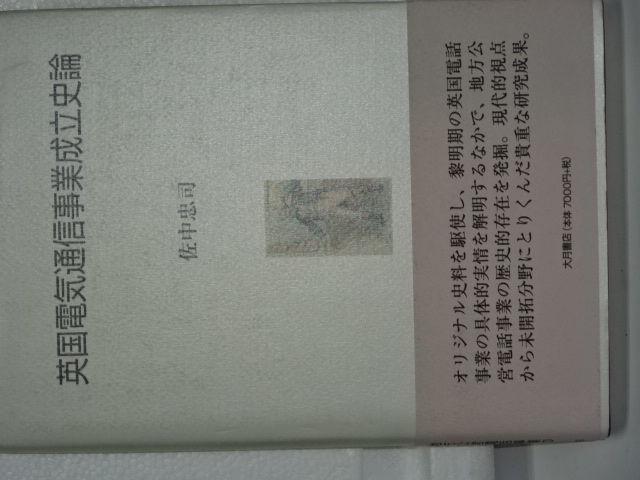 英国電気通信事業成立史論
佐中忠司
オリジナル史料を駆使し、黎明期の英国電話
事業の具体的実情を解明するなかで、地方公
営電話事業の歴史的存在を発掘。現代的視点
から未開拓分野にとりくんだ貴重な研究成果。
大月書店(本体 7000円+税)